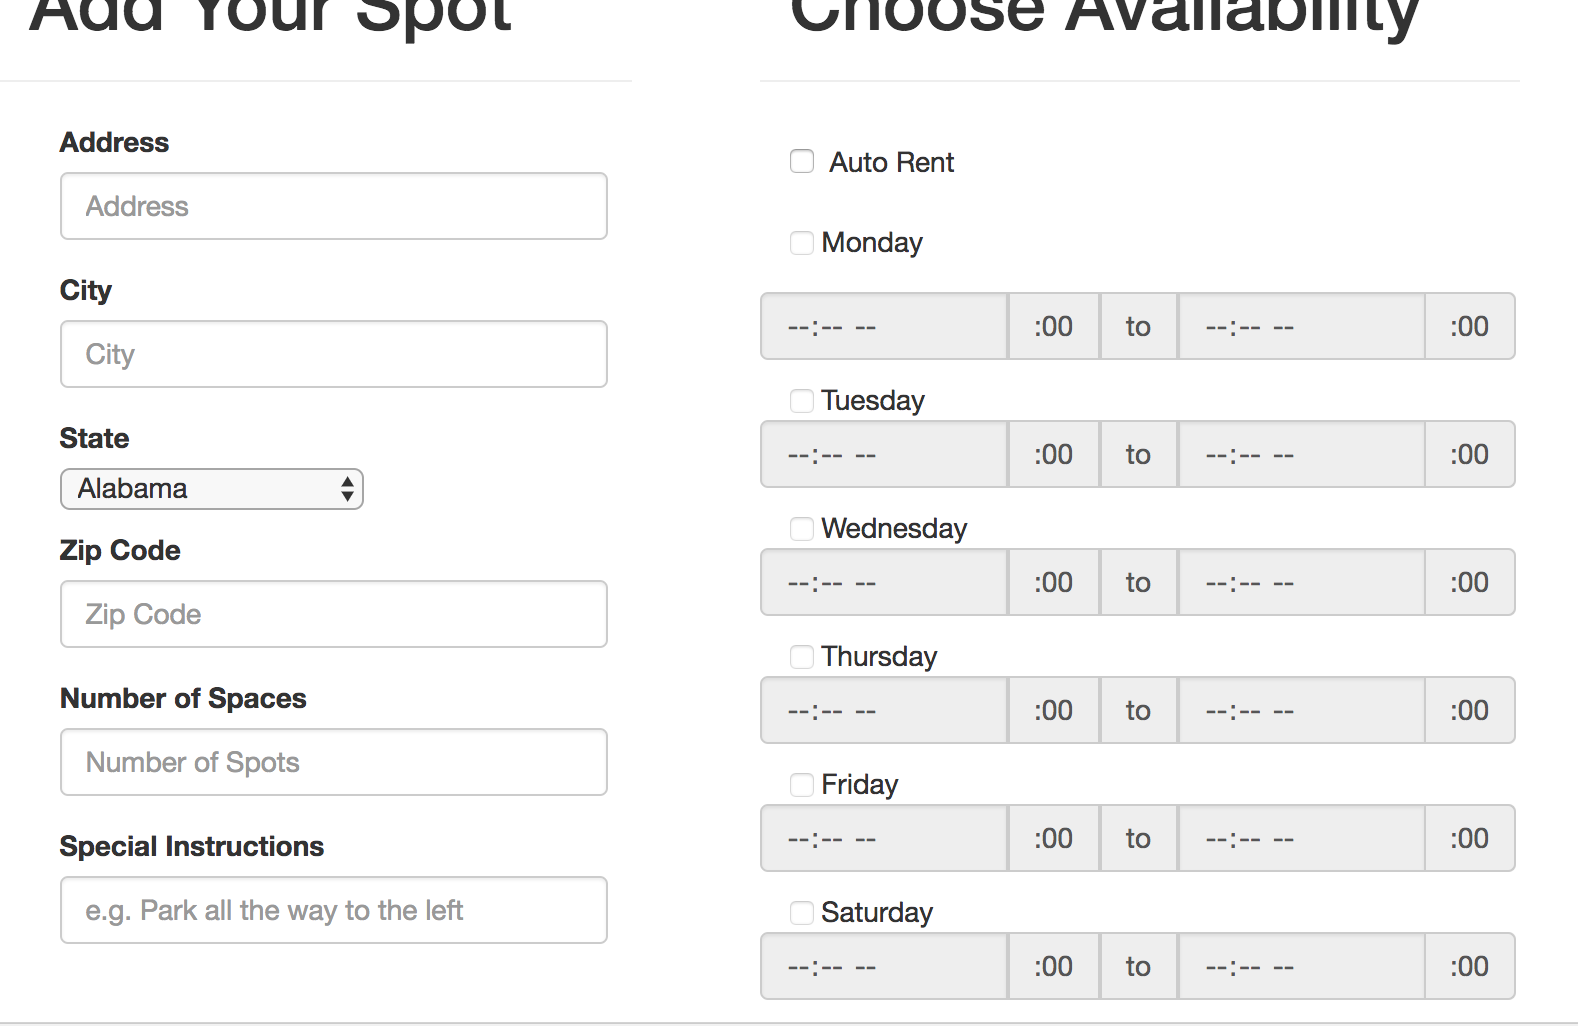 Add Your Spot
Address
Address
City
City
State
Alabama
Zip Code
Zip Code
Number of Spaces
Number of Spots
Special Instructions
e.g. Park all the way to the left
Choose Availability
Auto Rent
Monday
--:-- -- :00 to --:-- -- :00
Tuesday
--:-- -- :00 to --:-- -- :00
Wednesday
--:-- -- :00 to --:-- -- :00
Thursday
--:-- -- :00 to --:-- -- :00
Friday
--:-- -- :00 to --:-- -- :00
Saturday
--:-- -- :00 to --:-- -- :00